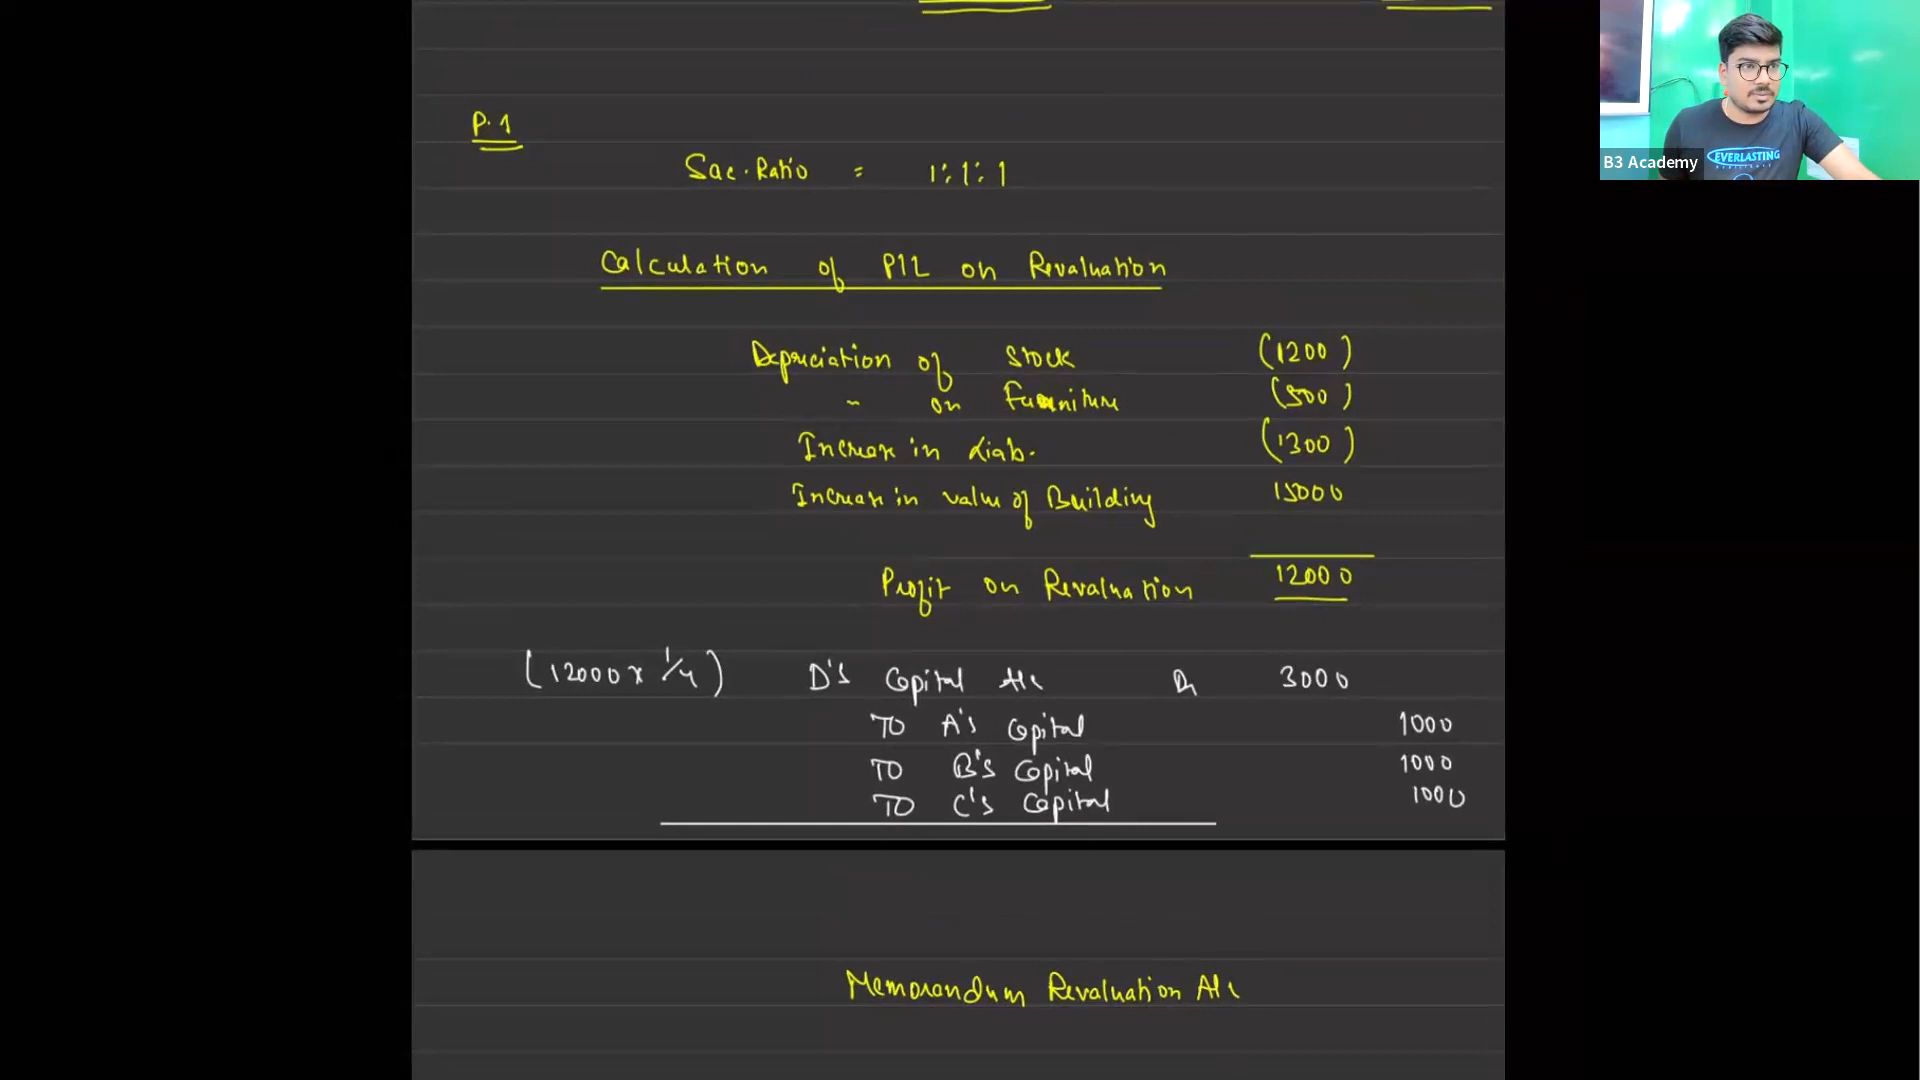 P.1
Sac. Ratio = 1:1:1
Calculation of P/L on Revaluation
Depreciation of Stock (1200)
" on Furniture (500)
Increase in Liab. (1300)
Increase in value of Building 15000
Profit on Revaluation 12000
(12000 x 1/4) D's Capital A/c Dr 3000
TO A's Capital 1000
TO B's Capital 1000
TO C's Capital 1000
Memorandum Revaluation A/c
B3 Academy
EVERLASTING